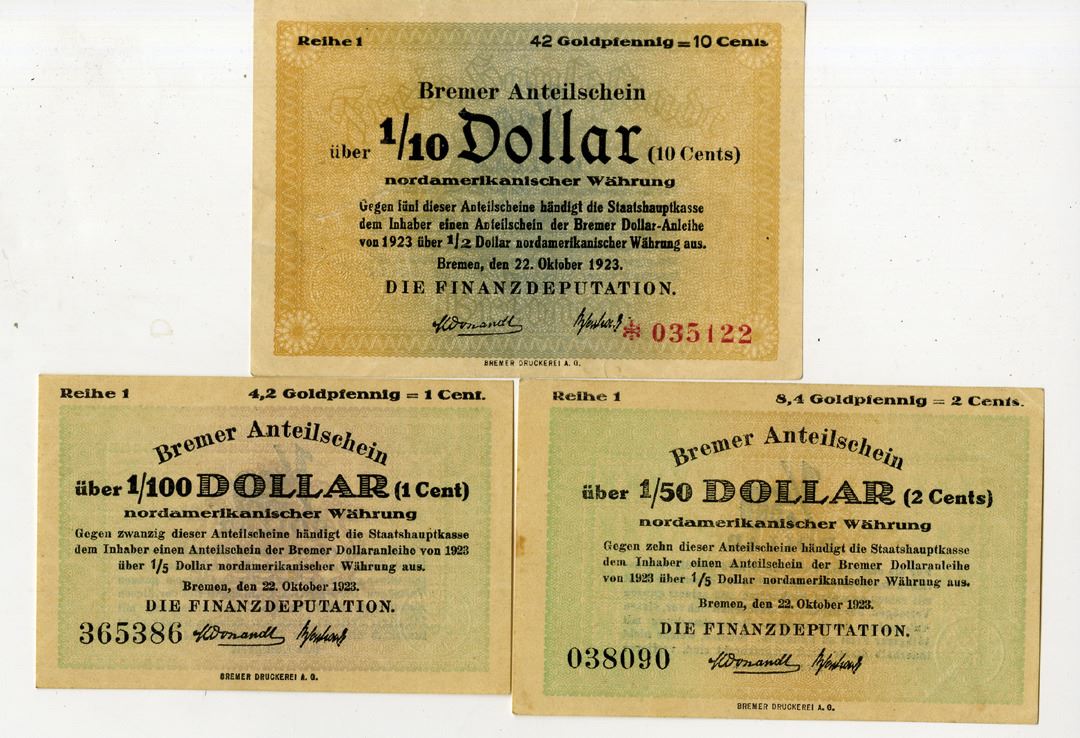 Reihe 1 42 Goldpfennig = 10 Cents
Bremer Anteilschein
über 1/10 Dollar (10 Cents)
nordamerikanischer Währung
Gegen fünf dieser Anteilscheine händigt die Staatshauptkasse
dem Inhaber einen Anteilschein der Bremer Dollar-Anleihe
von 1923 über 1/2 Dollar nordamerikanischer Währung aus.
Bremen, den 22. Oktober 1923.
DIE FINANZDEPUTATION.
* 035122
BREMER DRUCKEREI A. G.
Reihe 1 4,2 Goldpfennig = 1 Cent.
Bremer Anteilschein
über 1/100 DOLLAR (1 Cent)
nordamerikanischer Währung
Gegen zwanzig dieser Anteilscheine händigt die Staatshauptkasse
dem Inhaber einen Anteilschein der Bremer Dollaranleihe von 1923
über 1/5 Dollar nordamerikanischer Währung aus.
Bremen, den 22. Oktober 1923.
DIE FINANZDEPUTATION.
365386
BREMER DRUCKEREI A. G.
Reihe 1 8,4 Goldpfennig = 2 Cents.
Bremer Anteilschein
über 1/50 DOLLAR (2 Cents)
nordamerikanischer Währung
Gegen zehn dieser Anteilscheine händigt die Staatshauptkasse
dem Inhaber einen Anteilschein der Bremer Dollaranleihe
von 1923 über 1/5 Dollar nordamerikanischer Währung aus.
Bremen, den 22. Oktober 1923.
DIE FINANZDEPUTATION.
038090
BREMER DRUCKEREI A. G.